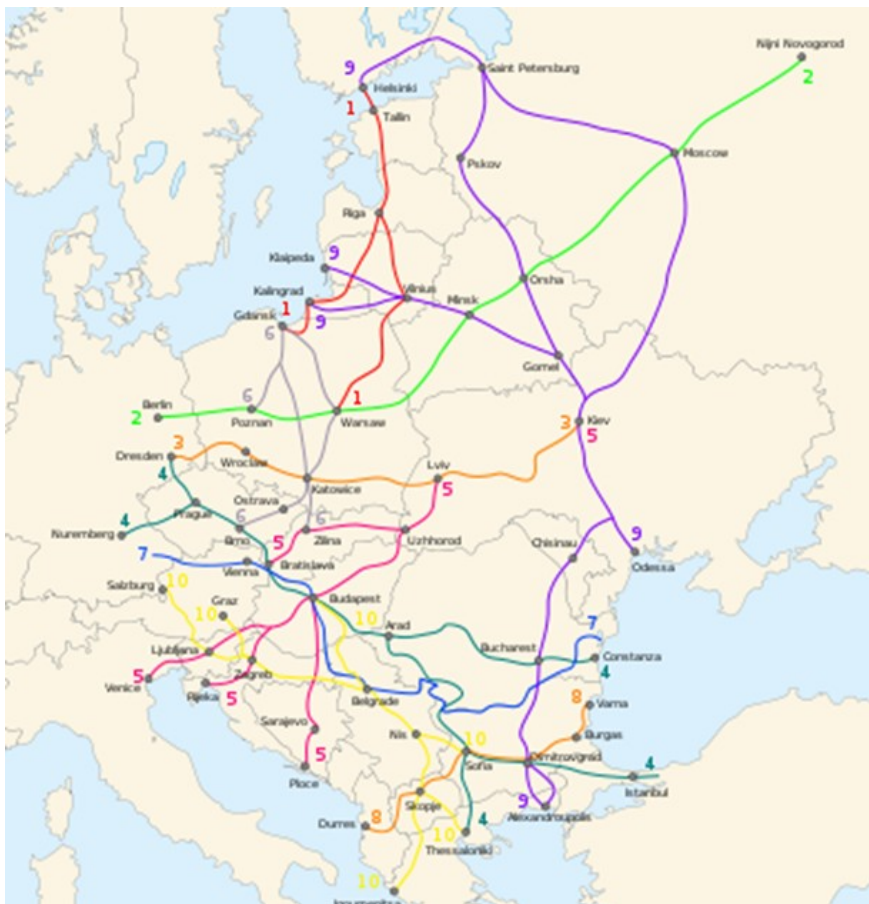 Nijni Novogorod
2
9
Saint Petersburg
Helsinki
1
Tallin
Moscow
Pskov
Riga
Klaipeda
9
Orsha
Kalingrad
Vilnius
Minsk
1
Gdansk
9
6
Gomel
6
1
Berlin
2
Poznan
Warsaw
3
Kiev
5
3
Dresden
Wroclaw
Lviv
4
Katowice
5
Ostrava
Prague
4
6
6
Nuremberg
Brno
Zilina
Uzhhorod
9
5
Chisinau
7
Odessa
Vienna
Bratislava
10
Salzburg
Graz
Budapest
10
10
Arad
7
Ljubljana
Bucharest
Constanza
Zagreb
4
5
Venice
Rijeka
5
Belgrade
8
Varna
Sarajevo
Nis
10
Burgas
5
Sofia
Dimitrovgrad
4
Ploce
Istanbul
Skopje
9
8
Durres
4
Alexandroupolis
10
Thessaloniki
10